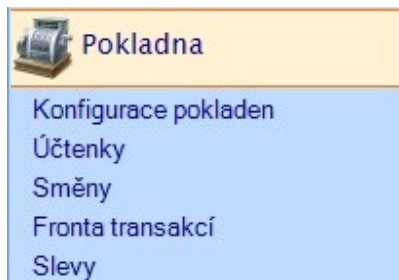 Pokladna
Konfigurace pokladen
Účtenky
Směny
Fronta transakcí
Slevy